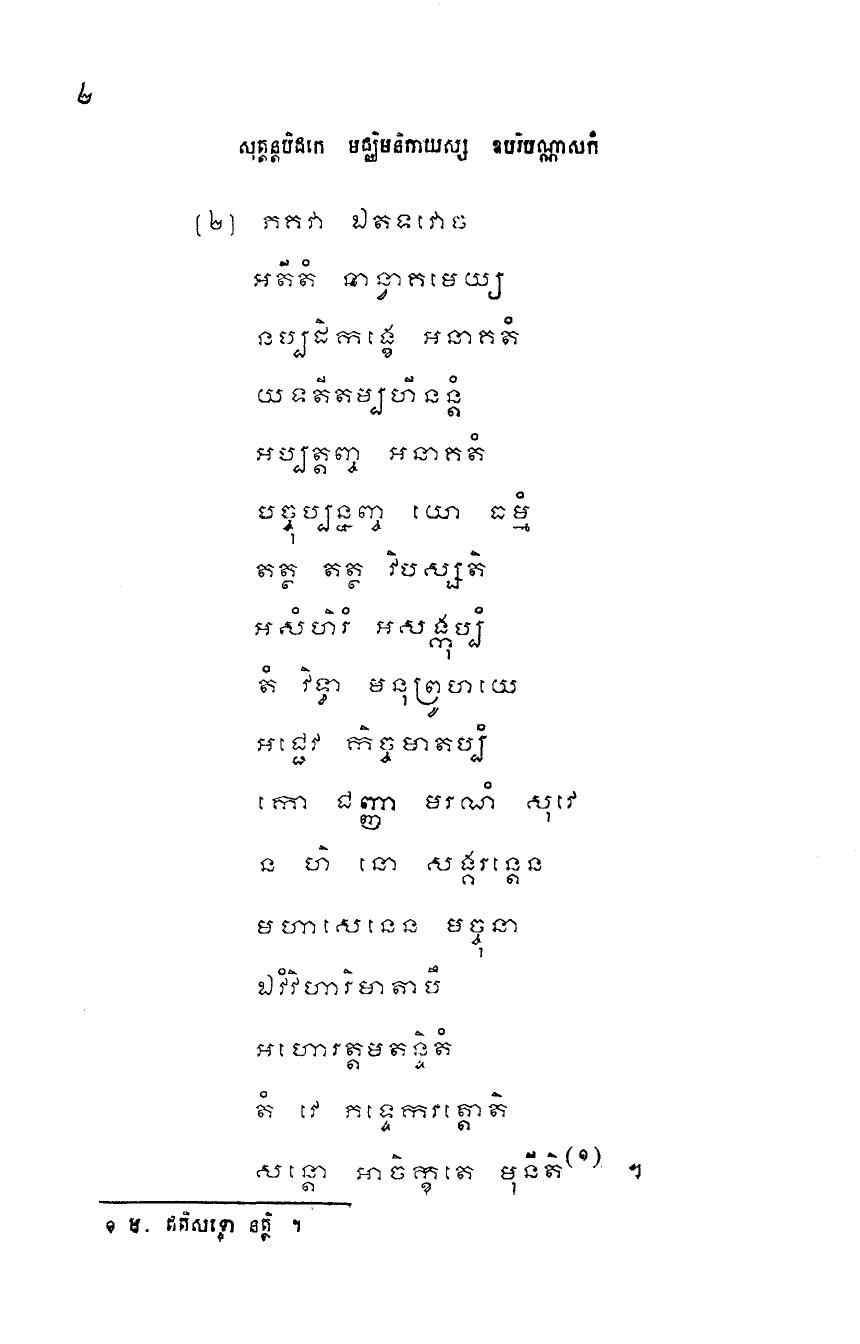 ២
សុត្តន្តបិដកេ មជ្ឈិមនិកាយស្ស ឧបរិបណ្ណាសកំ
[២] ភគវា ឯតទវោច
អតីតំ នាន្វាគមេយ្យ
នប្បដិកង្ខេ អនាគតំ
យទតីតម្បហីនន្តំ
អប្បត្តញ្ច អនាគតំ
បច្ចុប្បន្នញ្ច យោ ធម្មំ
តត្ថ តត្ថ វិបស្សតិ
អសំហិរំ អសង្កុប្បំ
តំ វិទ្វា មនុព្រូហយេ
អជ្ជេវ កិច្ចមាតប្បំ
កោ ជញ្ញា មរណំ សុវេ
ន ហិ នោ សង្គរន្តេន
មហាសេនេន មច្ចុនា
ឯវំវិហារិមាតាបឹ
អហោរត្តមតន្ទិតំ
តំ វេ ភទ្ទេករត្តោតិ
សន្តោ អាចិក្ខតេ មុនីតិ(១) ។
១ ម. ឥតិសទ្ទោ នត្ថិ ។